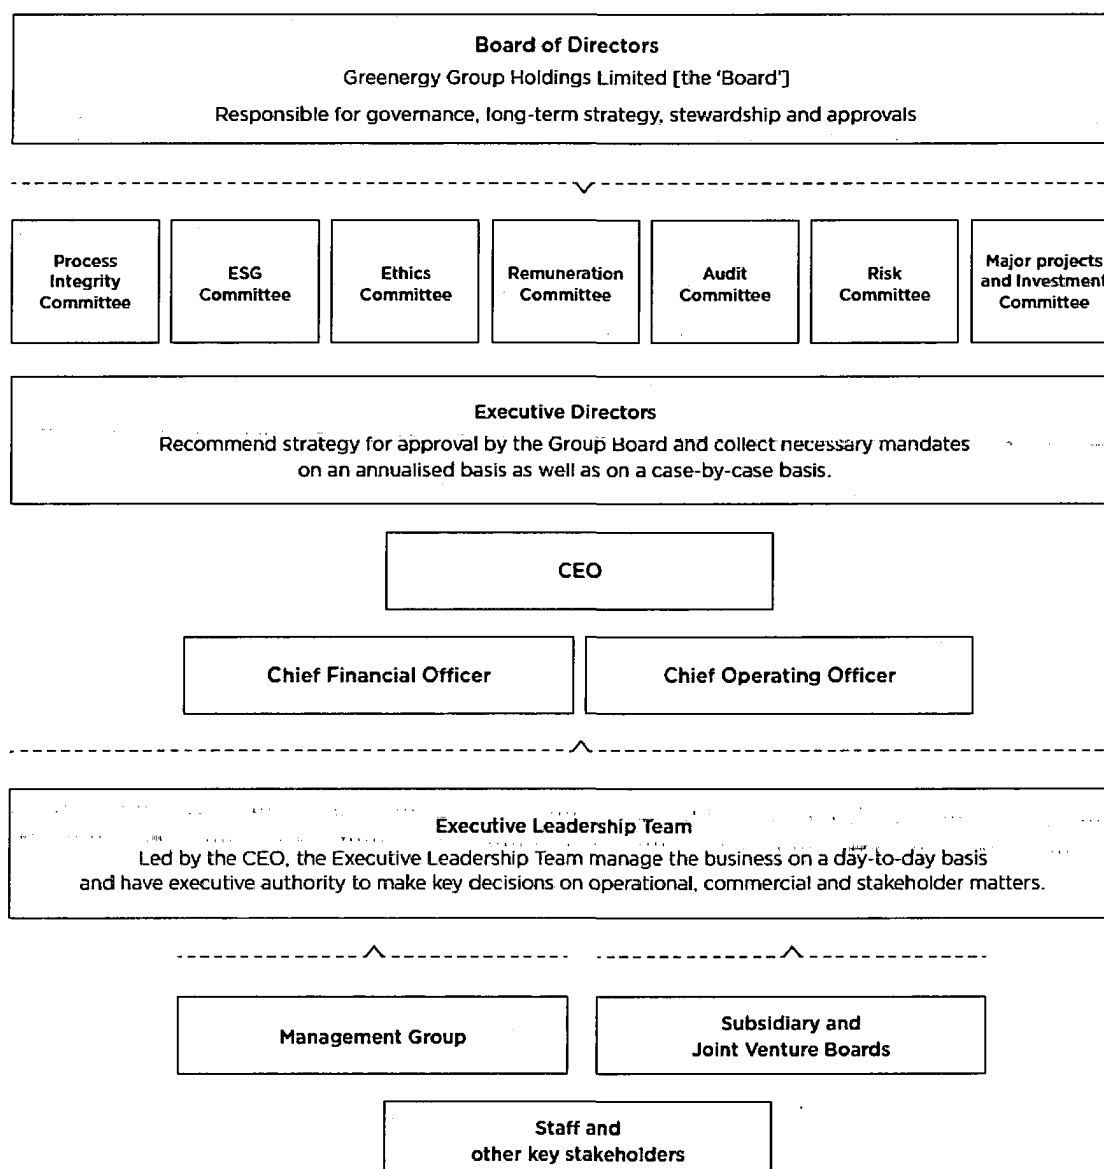 Board of Directors
Greenergy Group Holdings Limited [the ‘Board’]
Responsible for governance, long-term strategy, stewardship and approvals
Process
Integrity
Committee
ESG
Committee
Ethics
Committee
Remuneration
Committee
Audit
Committee
Risk
Committee
Major projects
and Investment
Committee
Executive Directors
Recommend strategy for approval by the Group Board and collect necessary mandates
on an annualised basis as well as on a case-by-case basis.
CEO
Chief Financial Officer
Chief Operating Officer
Executive Leadership Team
Led by the CEO, the Executive Leadership Team manage the business on a day-to-day basis
and have executive authority to make key decisions on operational, commercial and stakeholder matters.
Management Group
Subsidiary and
Joint Venture Boards
Staff and
other key stakeholders